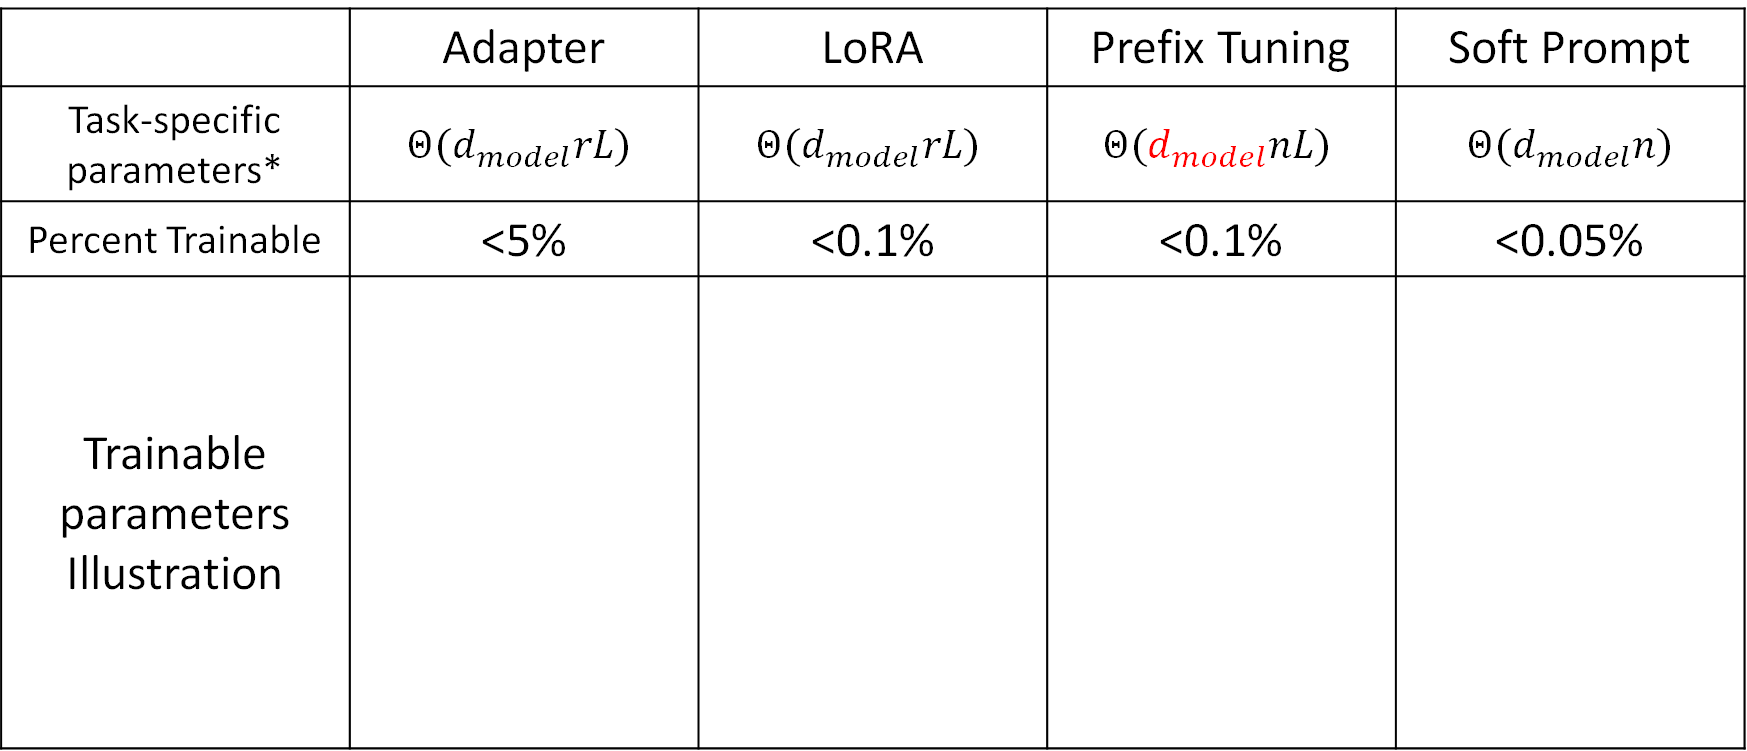 Adapter LoRA Prefix Tuning Soft Prompt
Task-specific
parameters* Θ(d_model rL) Θ(d_model rL) Θ(d_model nL) Θ(d_model n)
Percent Trainable <5% <0.1% <0.1% <0.05%
Trainable
parameters
Illustration